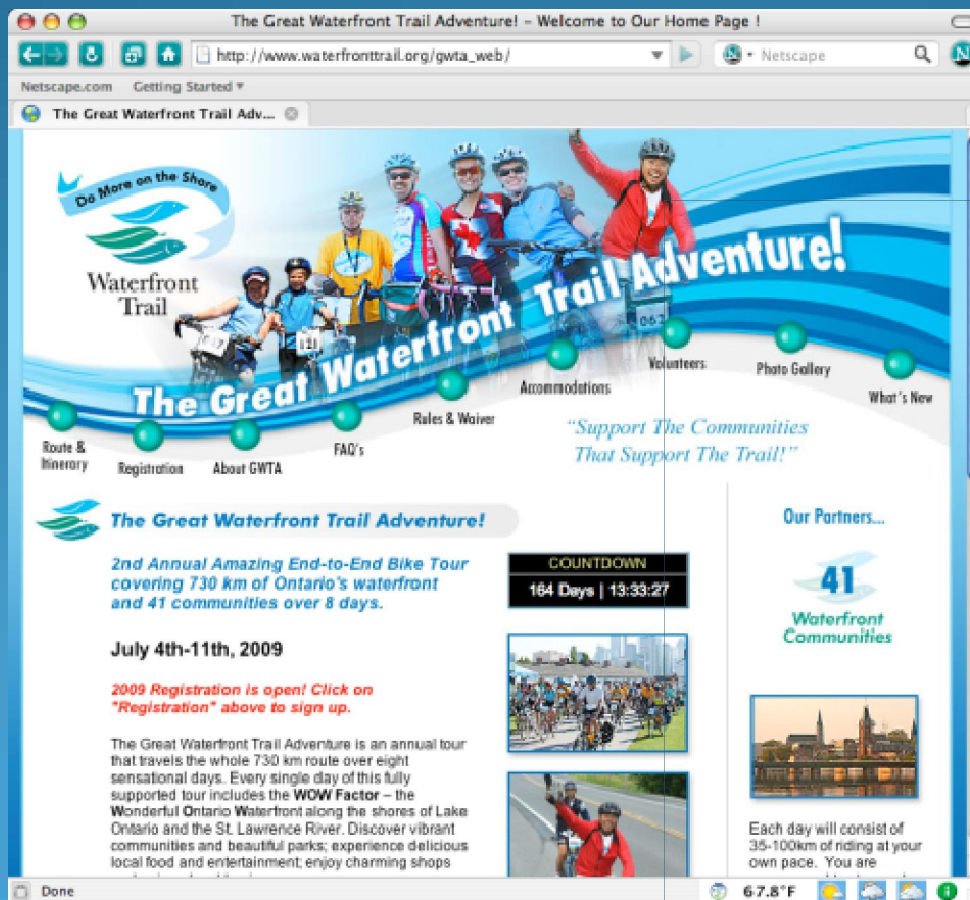 The Great Waterfront Trail Adventure! – Welcome to Our Home Page !
http://www.waterfronttrail.org/gwta_web/
Netscape
Netscape.com Getting Started
The Great Waterfront Trail Adv...
Do More on the Shore
Waterfront
Trail
The Great Waterfront Trail Adventure!
Route &
Itinerary
Registration
About GWTA
FAQ's
Rules & Waiver
Accommodations
Volunteers
Photo Gallery
What's New
"Support The Communities
That Support The Trail!"
The Great Waterfront Trail Adventure!
2nd Annual Amazing End-to-End Bike Tour
covering 730 km of Ontario's waterfront
and 41 communities over 8 days.
July 4th-11th, 2009
2009 Registration is open! Click on
"Registration" above to sign up.
The Great Waterfront Trail Adventure is an annual tour
that travels the whole 730 km route over eight
sensational days. Every single day of this fully
supported tour includes the WOW Factor – the
Wonderful Ontario Waterfront along the shores of Lake
Ontario and the St. Lawrence River. Discover vibrant
communities and beautiful parks; experience delicious
local food and entertainment; enjoy charming shops
COUNTDOWN
164 Days | 13:33:27
Our Partners...
41
Waterfront
Communities
Each day will consist of
35-100km of riding at your
own pace. You are
Done
67.8°F